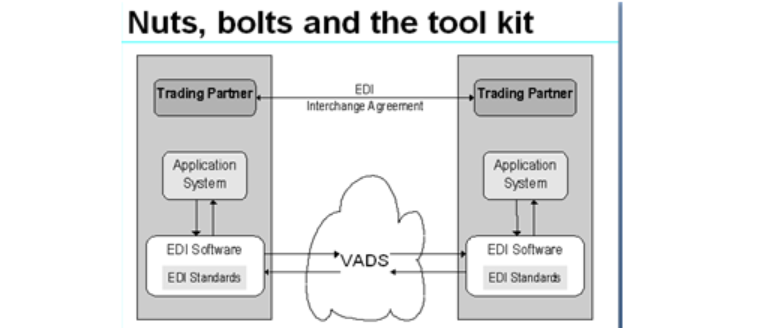 Nuts, bolts and the tool kit
Trading Partner
EDI
Interchange Agreement
Trading Partner
Application
System
Application
System
EDI Software
EDI Standards
VADS
EDI Software
EDI Standards